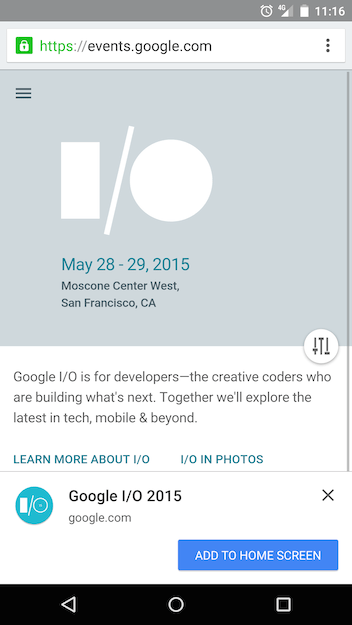 4G 11:16
https://events.google.com
I/O
May 28 - 29, 2015
Moscone Center West,
San Francisco, CA
Google I/O is for developers—the creative coders who
are building what's next. Together we'll explore the
latest in tech, mobile & beyond.
LEARN MORE ABOUT I/O I/O IN PHOTOS
I/O Google I/O 2015
google.com
ADD TO HOME SCREEN